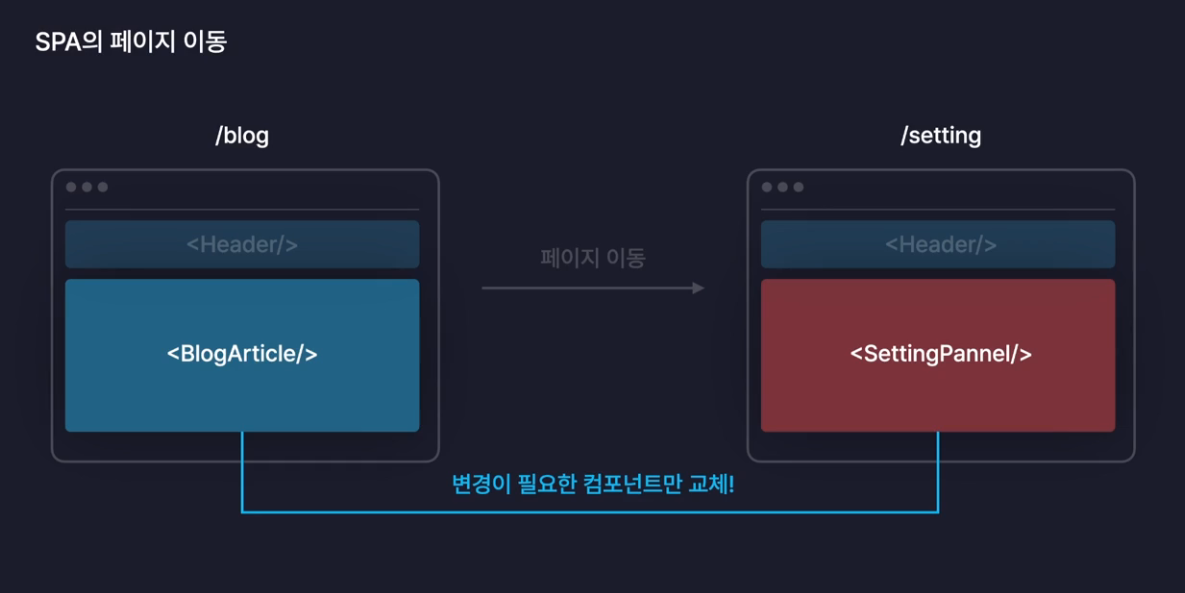 SPA의 페이지 이동
/blog
/setting
<Header/>
페이지 이동
<Header/>
<BlogArticle/>
<SettingPannel/>
변경이 필요한 컴포넌트만 교체!